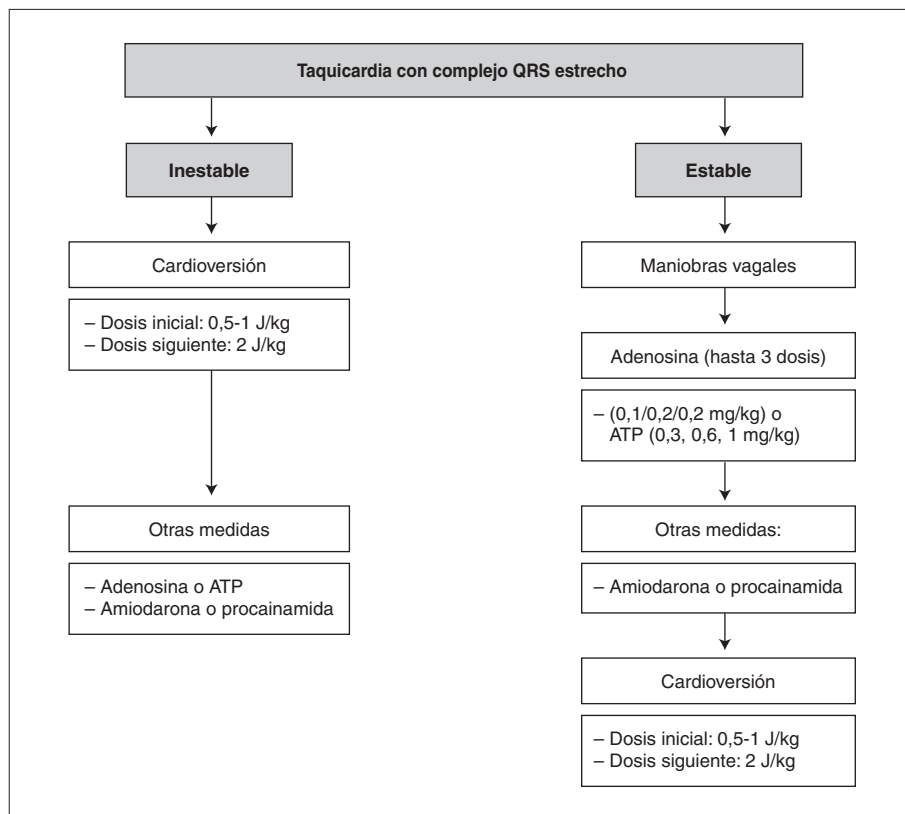 Taquicardia con complejo QRS estrecho
Inestable
Cardioversión
– Dosis inicial: 0,5-1 J/kg
– Dosis siguiente: 2 J/kg
Otras medidas
– Adenosina o ATP
– Amiodarona o procainamida
Estable
Maniobras vagales
Adenosina (hasta 3 dosis)
– (0,1/0,2/0,2 mg/kg) o
ATP (0,3, 0,6, 1 mg/kg)
Otras medidas:
– Amiodarona o procainamida
Cardioversión
– Dosis inicial: 0,5-1 J/kg
– Dosis siguiente: 2 J/kg